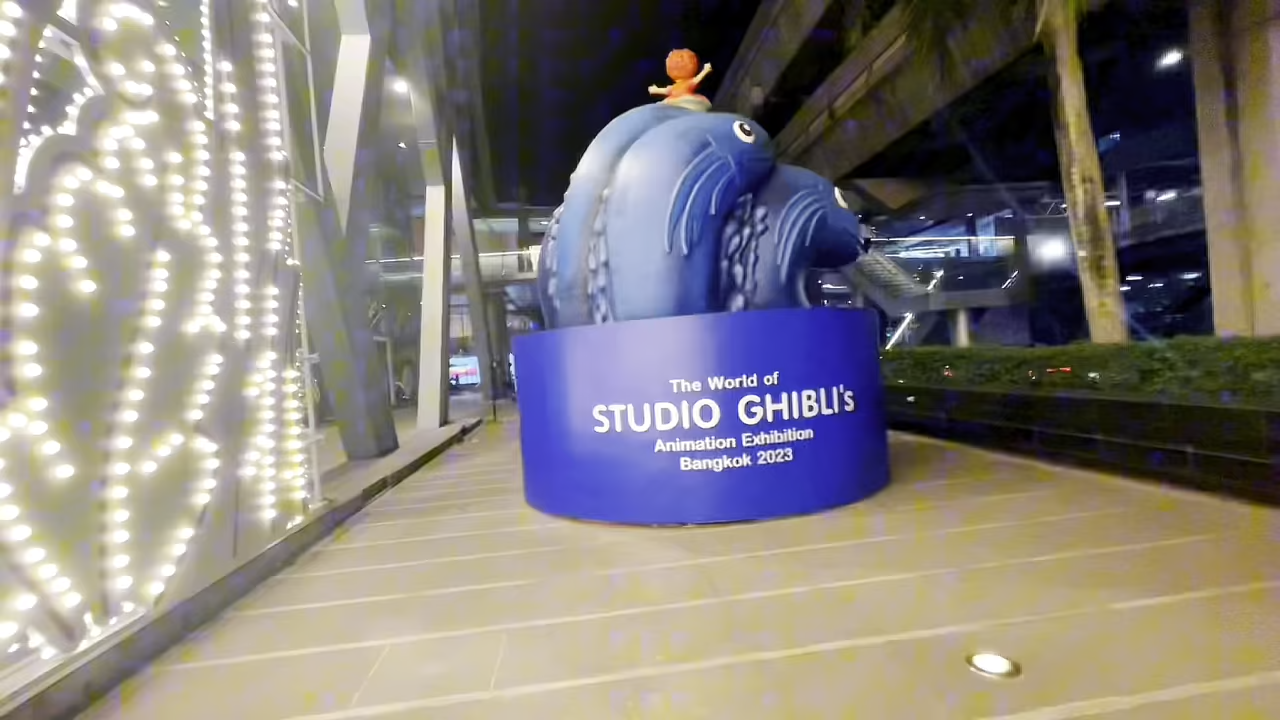 The World of
STUDIO GHIBLI's
Animation Exhibition
Bangkok 2023